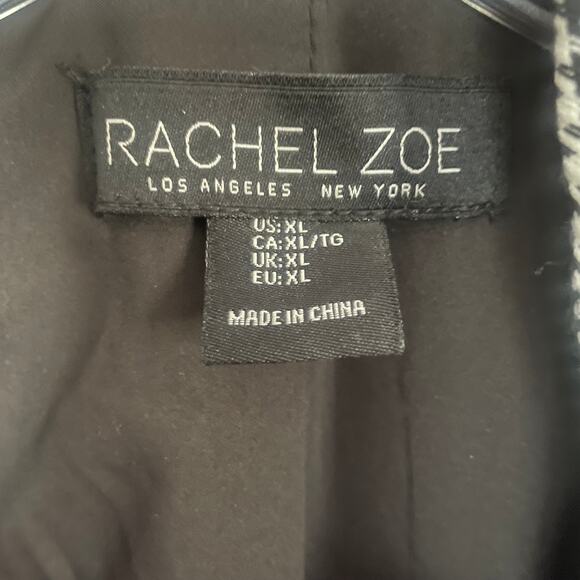 RACHEL ZOE
LOS ANGELES NEW YORK
US:XL
CA:XL/TG
UK:XL
EU:XL
MADE IN CHINA